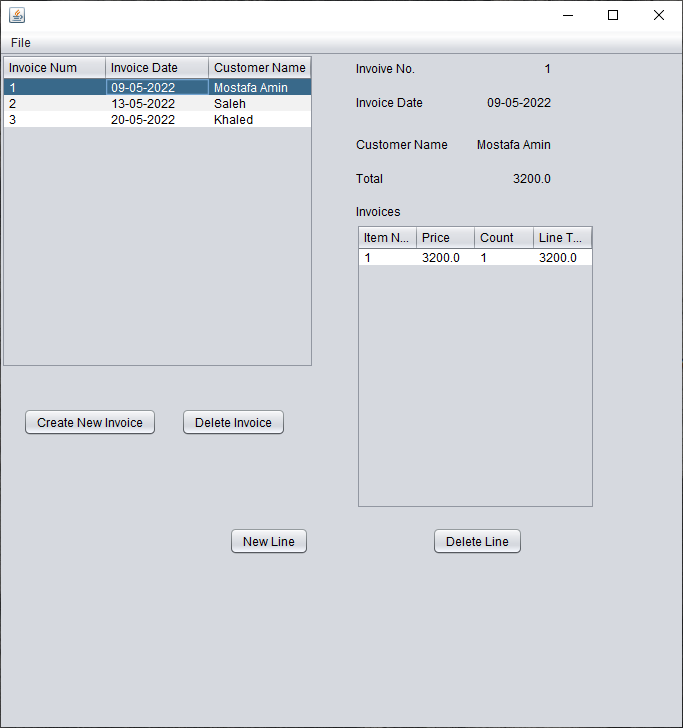 File
Invoice Num Invoice Date Customer Name
1 09-05-2022 Mostafa Amin
2 13-05-2022 Saleh
3 20-05-2022 Khaled
Create New Invoice Delete Invoice
Invoive No. 1
Invoice Date 09-05-2022
Customer Name Mostafa Amin
Total 3200.0
Invoices
Item N... Price Count Line T...
1 3200.0 1 3200.0
New Line Delete Line